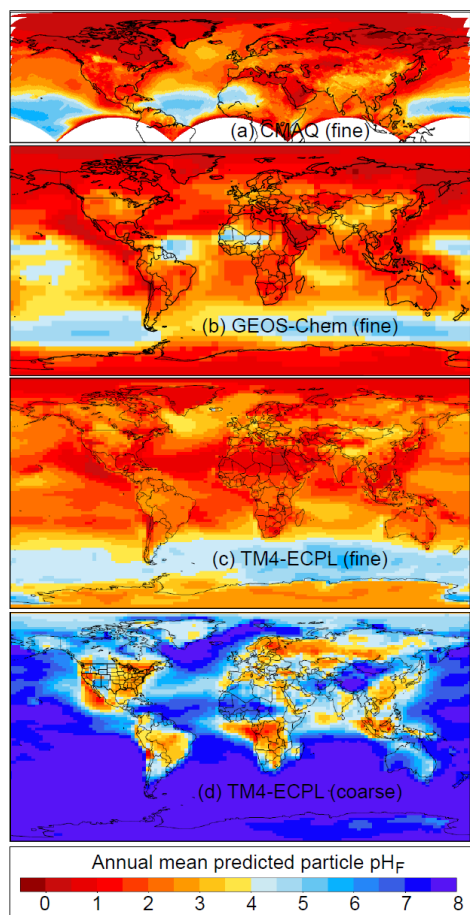 (a) CMAQ (fine)
(b) GEOS-Chem (fine)
(c) TM4-ECPL (fine)
(d) TM4-ECPL (coarse)
Annual mean predicted particle pHF
0 1 2 3 4 5 6 7 8